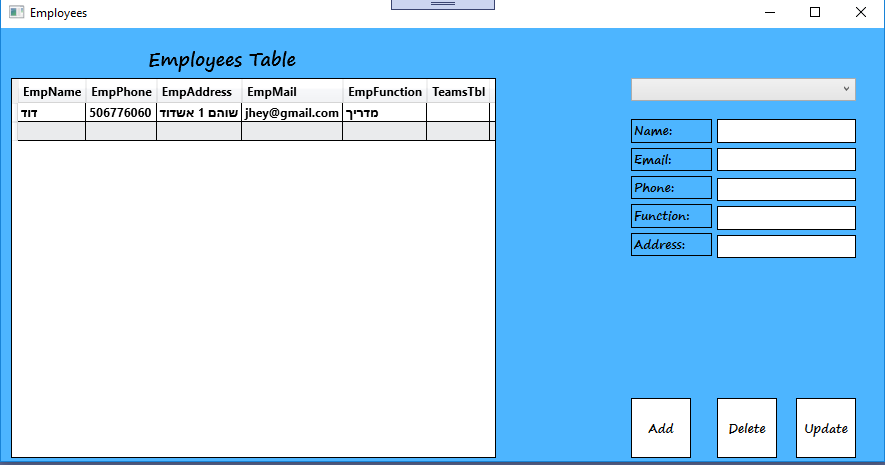 Employees
Employees Table
EmpName EmpPhone EmpAddress EmpMail EmpFunction TeamsTbl
דוד 506776060 שוהם 1 אשדוד jhey@gmail.com מדריך
Name:
Email:
Phone:
Function:
Address:
Add Delete Update